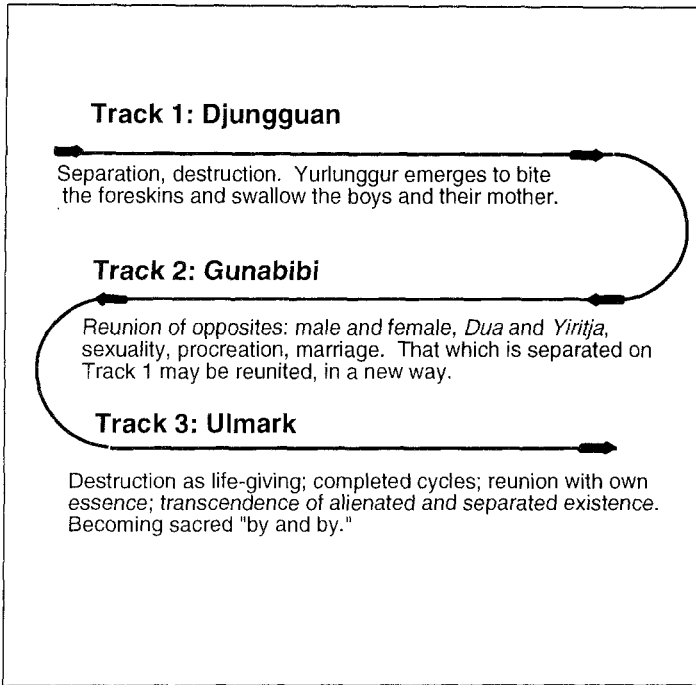 Track 1: Djungguan
Separation, destruction. Yurlunggur emerges to bite
the foreskins and swallow the boys and their mother.
Track 2: Gunabibi
Reunion of opposites: male and female, Dua and Yiritja,
sexuality, procreation, marriage. That which is separated on
Track 1 may be reunited, in a new way.
Track 3: Ulmark
Destruction as life-giving; completed cycles; reunion with own
essence; transcendence of alienated and separated existence.
Becoming sacred "by and by."